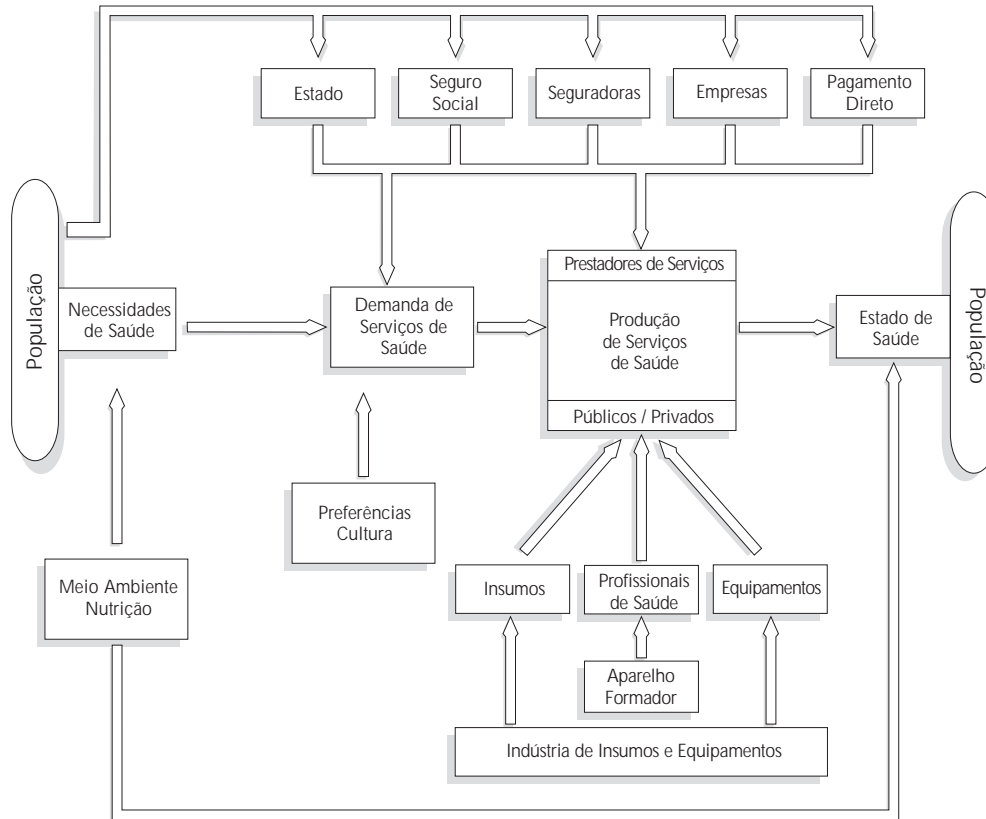 Estado
Seguro
Social
Seguradoras
Empresas
Pagamento
Direto
População
Necessidades
de Saúde
Demanda de
Serviços de
Saúde
Prestadores de Serviços
Produção
de Serviços
de Saúde
Públicos / Privados
Estado de
Saúde
População
Preferências
Cultura
Meio Ambiente
Nutrição
Insumos
Profissionais
de Saúde
Equipamentos
Aparelho
Formador
Indústria de Insumos e Equipamentos